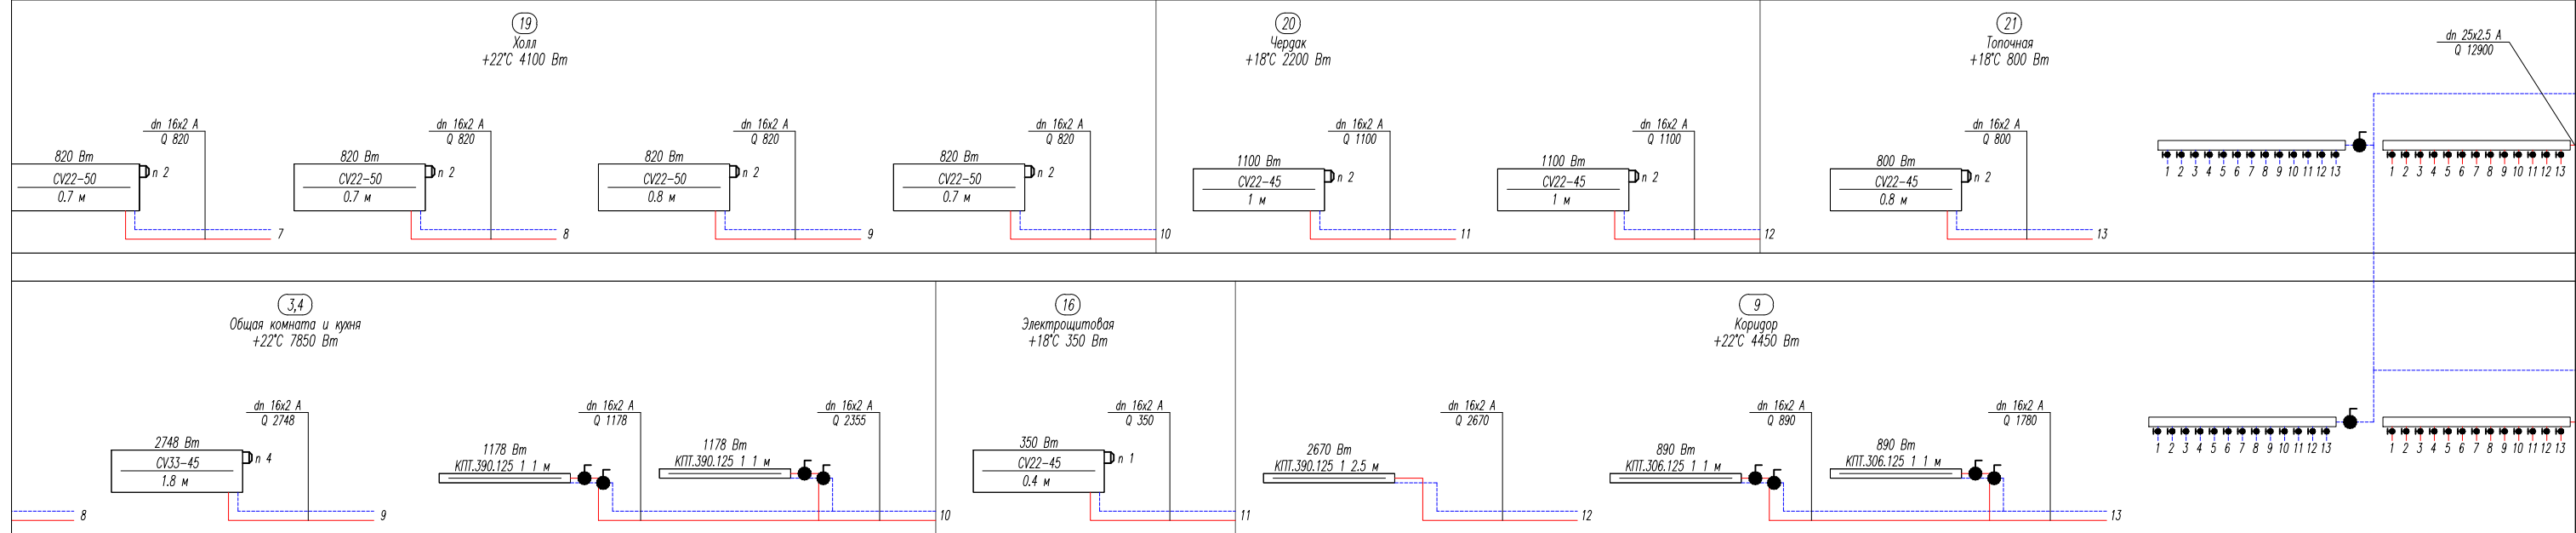 19
Холл
+22°C 4100 Вт
20
Чердак
+18°C 2200 Вт
21
Топочная
+18°C 800 Вт
dn 25x2.5 A
Q 12900
dn 16x2 A
Q 820
820 Вт
CV22-50
0.7 м
n 2
7
dn 16x2 A
Q 820
820 Вт
CV22-50
0.7 м
n 2
8
dn 16x2 A
Q 820
820 Вт
CV22-50
0.8 м
n 2
9
dn 16x2 A
Q 820
820 Вт
CV22-50
0.7 м
n 2
10
dn 16x2 A
Q 1100
1100 Вт
CV22-45
1 м
n 2
11
dn 16x2 A
Q 1100
1100 Вт
CV22-45
1 м
n 2
12
dn 16x2 A
Q 800
800 Вт
CV22-45
0.8 м
n 2
13
1 2 3 4 5 6 7 8 9 10 11 12 13
1 2 3 4 5 6 7 8 9 10 11 12 13
3,4
Общая комната и кухня
+22°C 7850 Вт
16
Электрощитовая
+18°C 350 Вт
9
Коридор
+22°C 4450 Вт
8
dn 16x2 A
Q 2748
2748 Вт
CV33-45
1.8 м
n 4
9
dn 16x2 A
Q 1178
1178 Вт
КПТ.390.125 1 1 м
dn 16x2 A
Q 2355
1178 Вт
КПТ.390.125 1 1 м
10
dn 16x2 A
Q 350
350 Вт
CV22-45
0.4 м
n 1
11
dn 16x2 A
Q 2670
2670 Вт
КПТ.390.125 1 2.5 м
12
dn 16x2 A
Q 890
890 Вт
КПТ.306.125 1 1 м
dn 16x2 A
Q 1780
890 Вт
КПТ.306.125 1 1 м
13
1 2 3 4 5 6 7 8 9 10 11 12 13
1 2 3 4 5 6 7 8 9 10 11 12 13